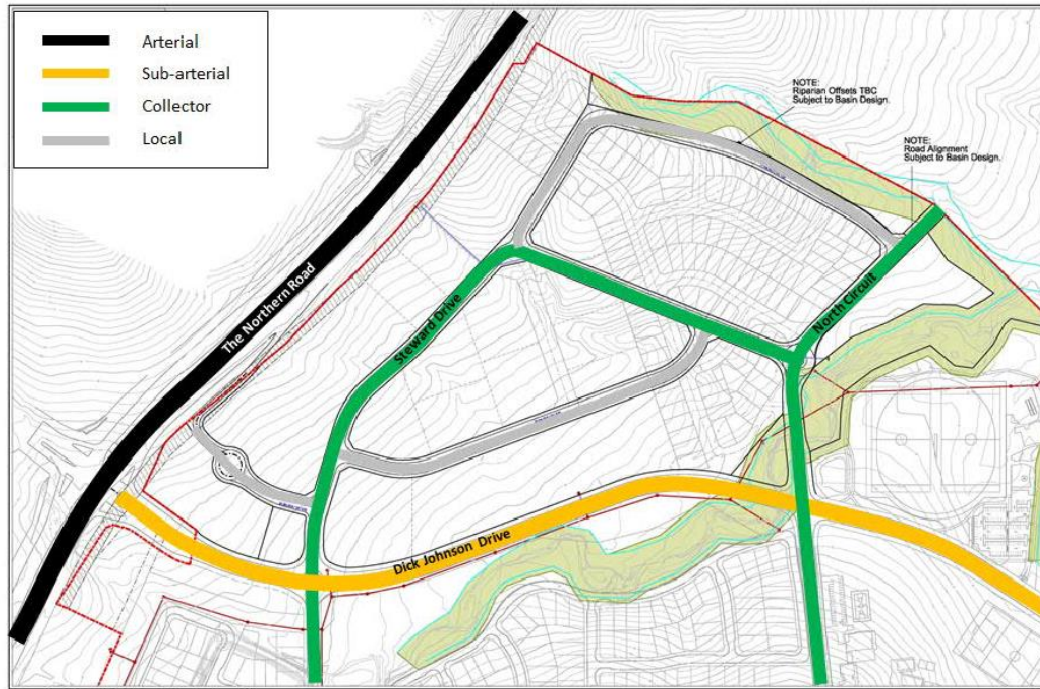 Arterial
Sub-arterial
Collector
Local
NOTE:
Riparian Offsets TBC
Subject to Basin Design.
NOTE:
Road Alignment
Subject to Basin Design.
The Northern Road
Steward Drive
North Circuit
Dick Johnson Drive